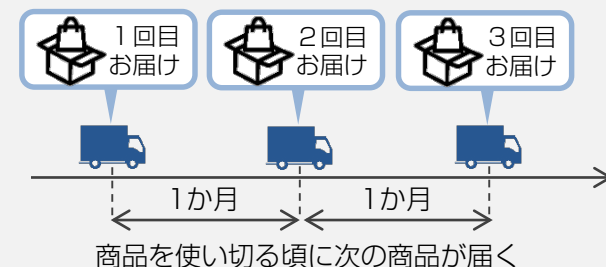 １回目
お届け
２回目
お届け
３回目
お届け
1か月
1か月
商品を使い切る頃に次の商品が届く